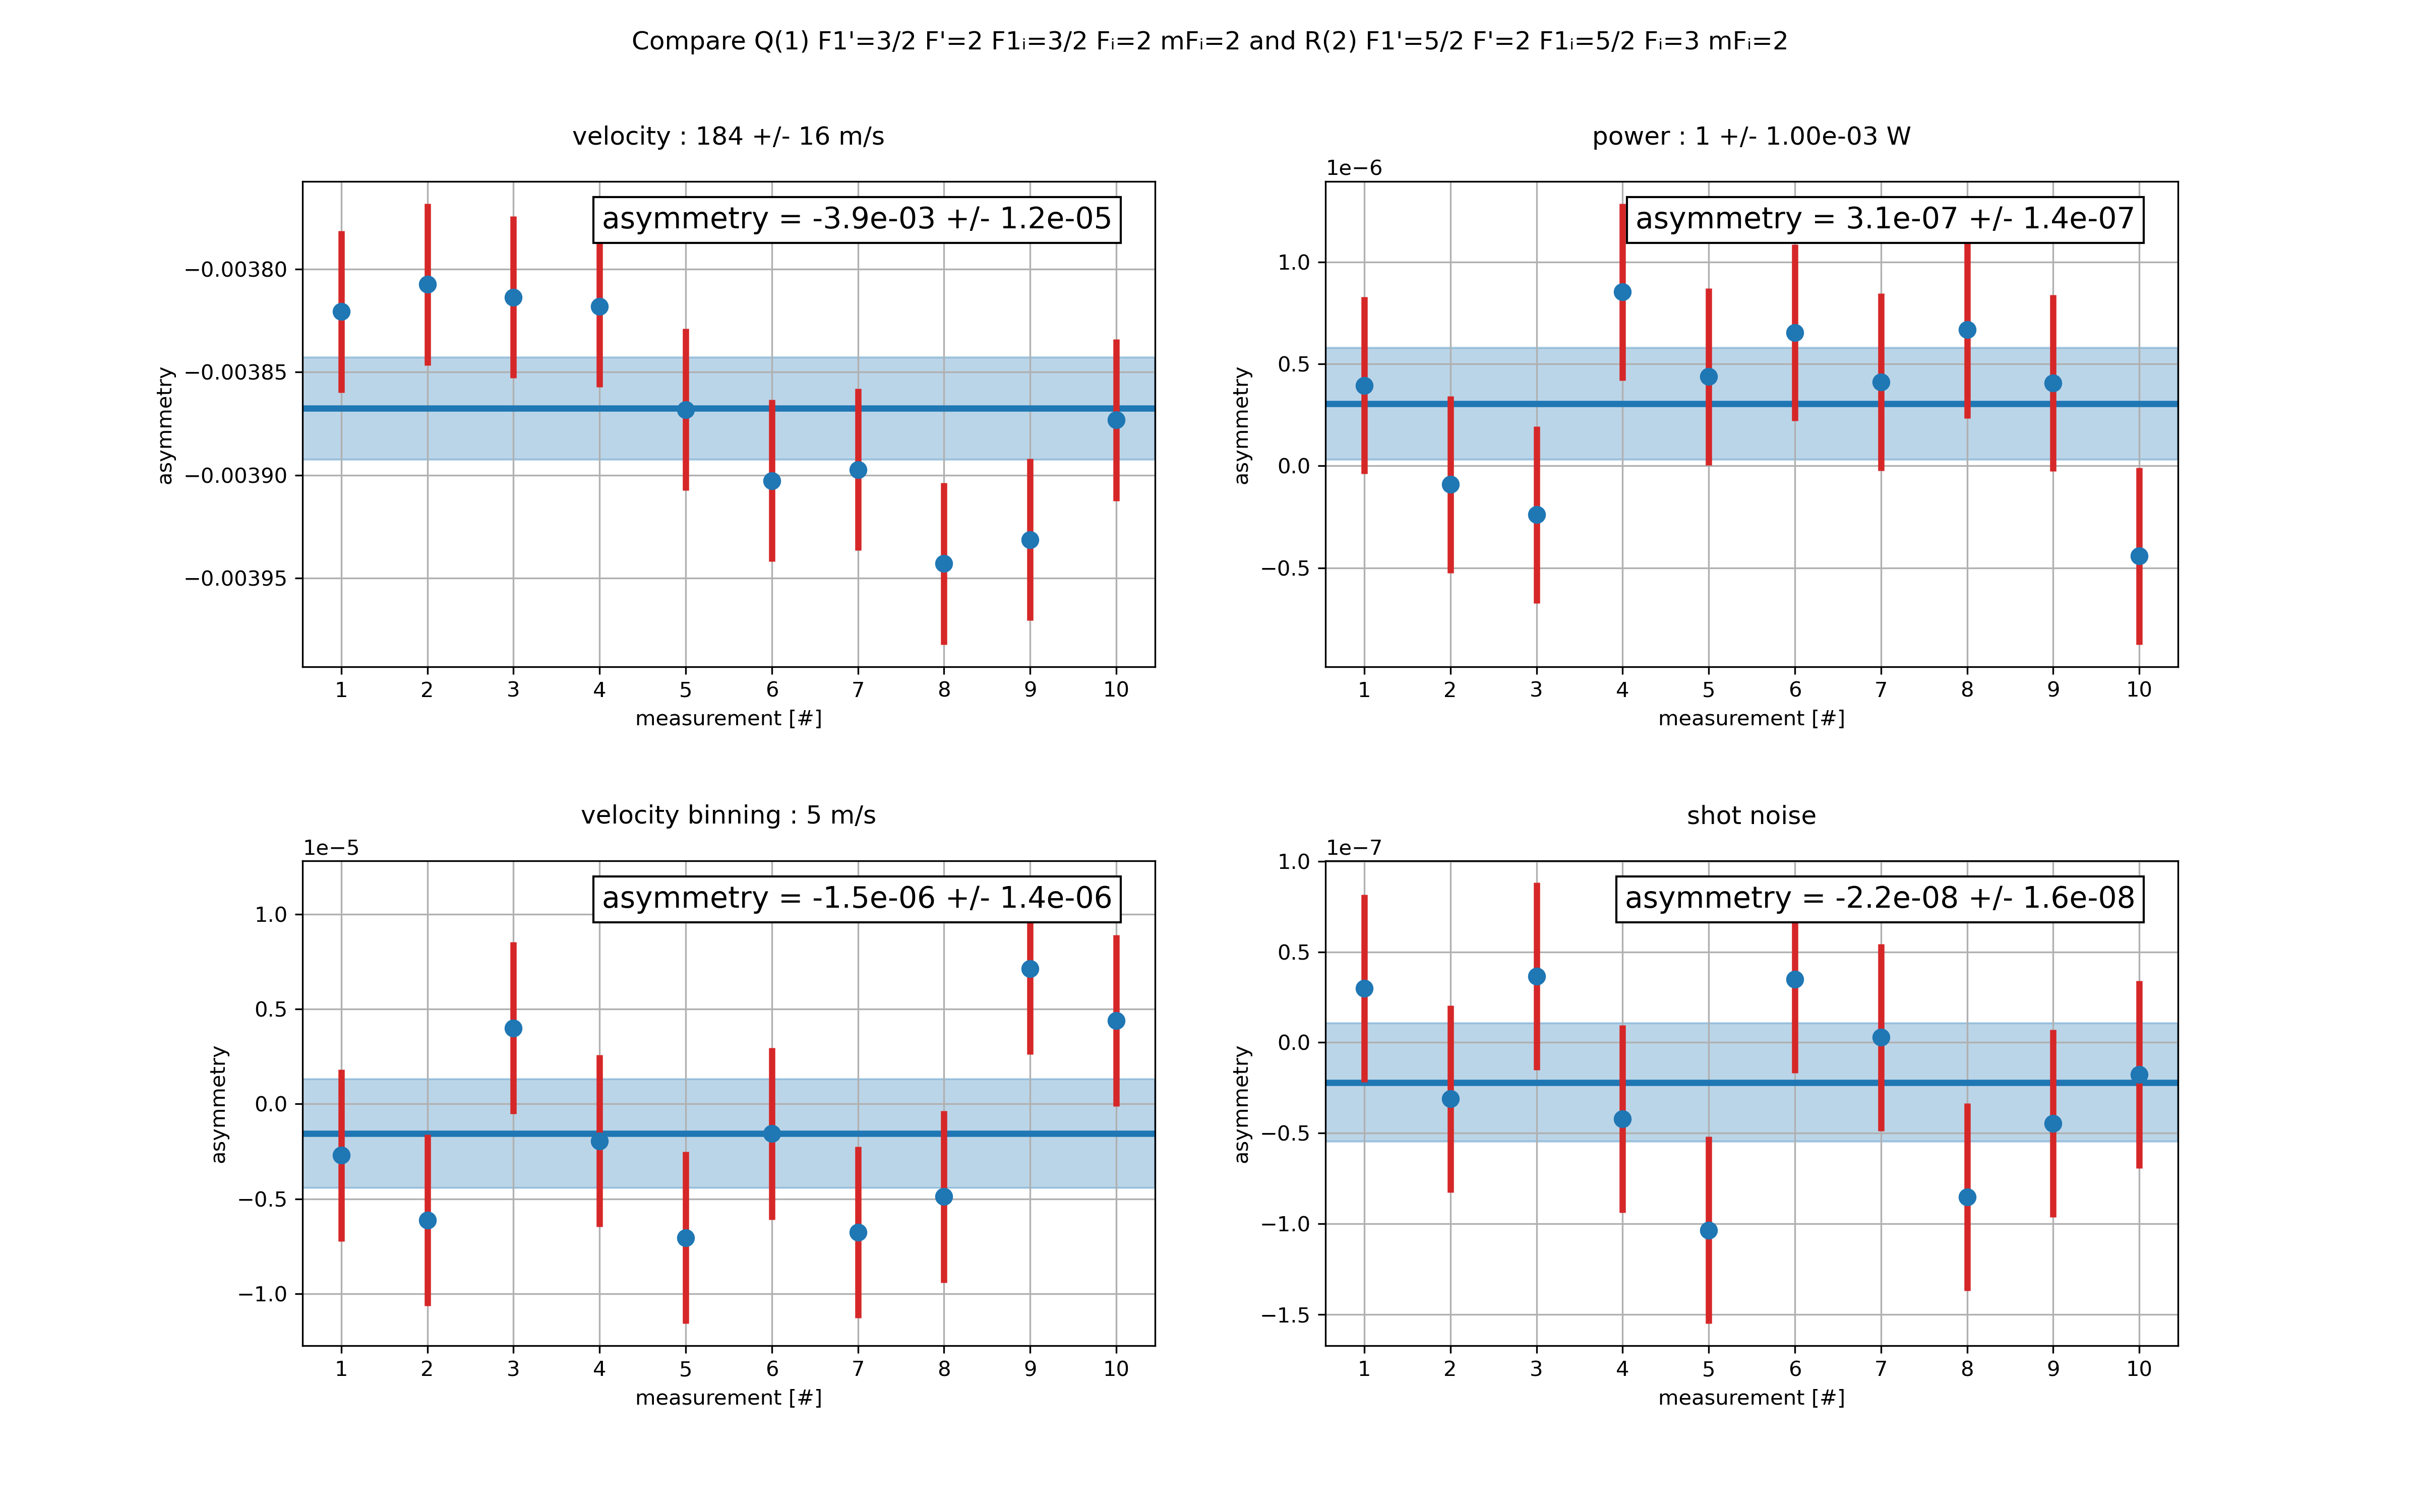 Compare Q(1) F1'=3/2 F'=2 F1ᵢ=3/2 Fᵢ=2 mFᵢ=2 and R(2) F1'=5/2 F'=2 F1ᵢ=5/2 Fᵢ=3 mFᵢ=2
velocity : 184 +/- 16 m/s
asymmetry = -3.9e-03 +/- 1.2e-05
−0.00380
−0.00385
−0.00390
−0.00395
asymmetry
1 2 3 4 5 6 7 8 9 10
measurement [#]
power : 1 +/- 1.00e-03 W
1e−6
asymmetry = 3.1e-07 +/- 1.4e-07
1.0
0.5
0.0
−0.5
asymmetry
1 2 3 4 5 6 7 8 9 10
measurement [#]
velocity binning : 5 m/s
1e−5
asymmetry = -1.5e-06 +/- 1.4e-06
1.0
0.5
0.0
−0.5
−1.0
asymmetry
1 2 3 4 5 6 7 8 9 10
measurement [#]
shot noise
1e−7
asymmetry = -2.2e-08 +/- 1.6e-08
1.0
0.5
0.0
−0.5
−1.0
−1.5
asymmetry
1 2 3 4 5 6 7 8 9 10
measurement [#]